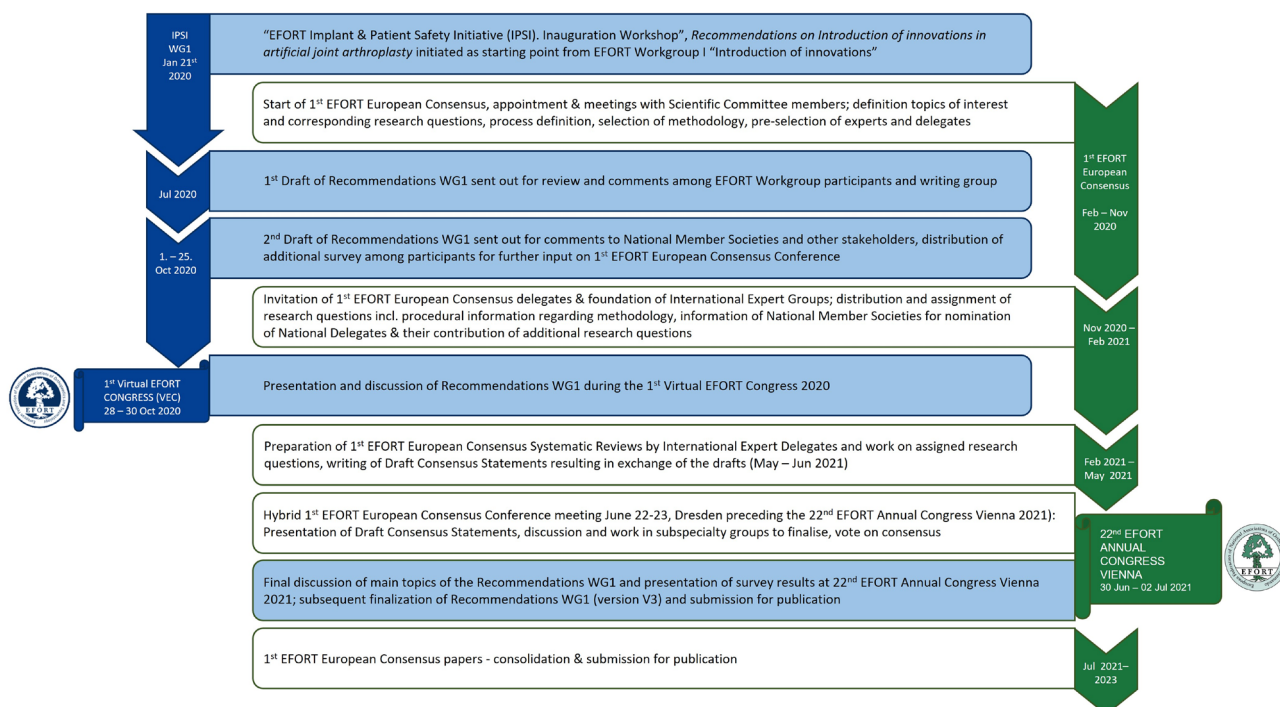 IPSI
WG1
Jan 21st
2020
“EFORT Implant & Patient Safety Initiative (IPSI). Inauguration Workshop”, Recommendations on Introduction of innovations in
artificial joint arthroplasty initiated as starting point from EFORT Workgroup I “Introduction of innovations”
Start of 1st EFORT European Consensus, appointment & meetings with Scientific Committee members; definition topics of interest
and corresponding research questions, process definition, selection of methodology, pre-selection of experts and delegates
1st EFORT
European
Consensus
Feb – Nov
2020
Jul 2020
1st Draft of Recommendations WG1 sent out for review and comments among EFORT Workgroup participants and writing group
1. – 25.
Oct 2020
2nd Draft of Recommendations WG1 sent out for comments to National Member Societies and other stakeholders, distribution of
additional survey among participants for further input on 1st EFORT European Consensus Conference
Invitation of 1st EFORT European Consensus delegates & foundation of International Expert Groups; distribution and assignment of
research questions incl. procedural information regarding methodology, information of National Member Societies for nomination
of National Delegates & their contribution of additional research questions
Nov 2020 –
Feb 2021
EFORT
1st Virtual EFORT
CONGRESS (VEC)
28 – 30 Oct 2020
Presentation and discussion of Recommendations WG1 during the 1st Virtual EFORT Congress 2020
Preparation of 1st EFORT European Consensus Systematic Reviews by International Expert Delegates and work on assigned research
questions, writing of Draft Consensus Statements resulting in exchange of the drafts (May – Jun 2021)
Feb 2021 –
May 2021
Hybrid 1st EFORT European Consensus Conference meeting June 22-23, Dresden preceding the 22nd EFORT Annual Congress Vienna 2021):
Presentation of Draft Consensus Statements, discussion and work in subspecialty groups to finalise, vote on consensus
22nd EFORT
ANNUAL
CONGRESS
VIENNA
30 Jun – 02 Jul 2021
EFORT
Final discussion of main topics of the Recommendations WG1 and presentation of survey results at 22nd EFORT Annual Congress Vienna
2021; subsequent finalization of Recommendations WG1 (version V3) and submission for publication
1st EFORT European Consensus papers - consolidation & submission for publication
Jul 2021–
2023